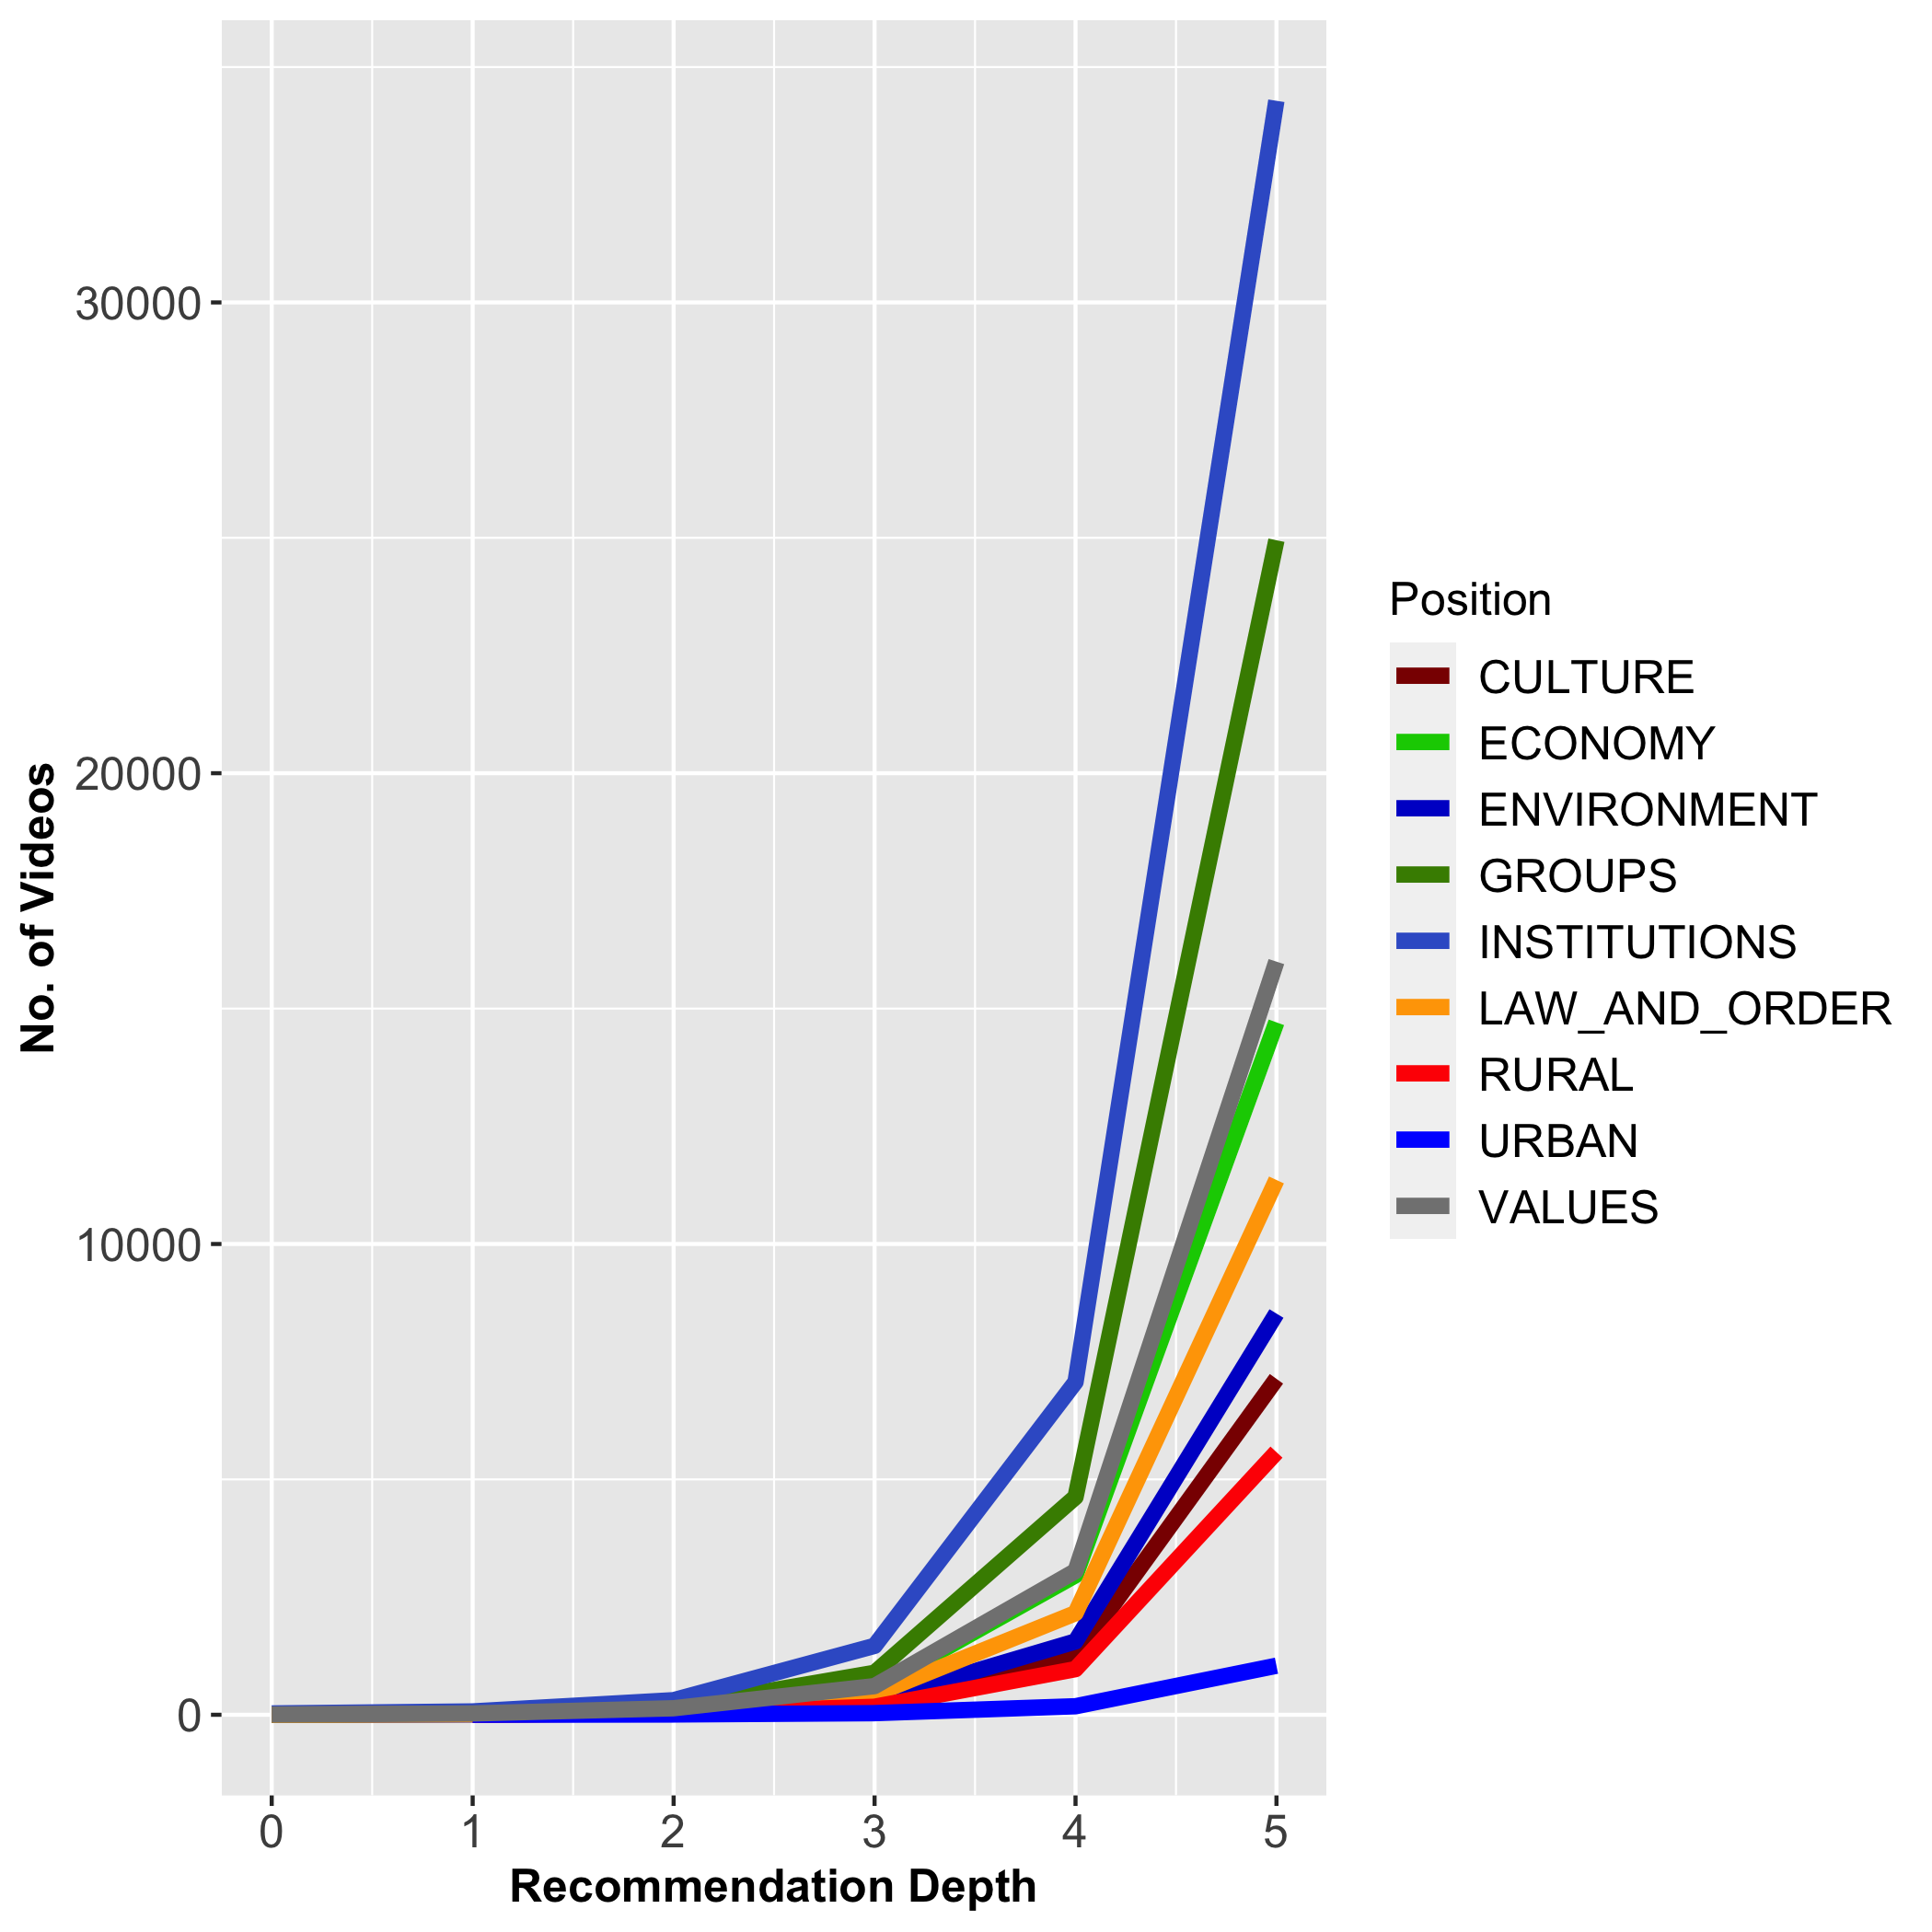 30000
20000
10000
0
No. of Videos
0 1 2 3 4 5
Recommendation Depth
Position
CULTURE
ECONOMY
ENVIRONMENT
GROUPS
INSTITUTIONS
LAW_AND_ORDER
RURAL
URBAN
VALUES